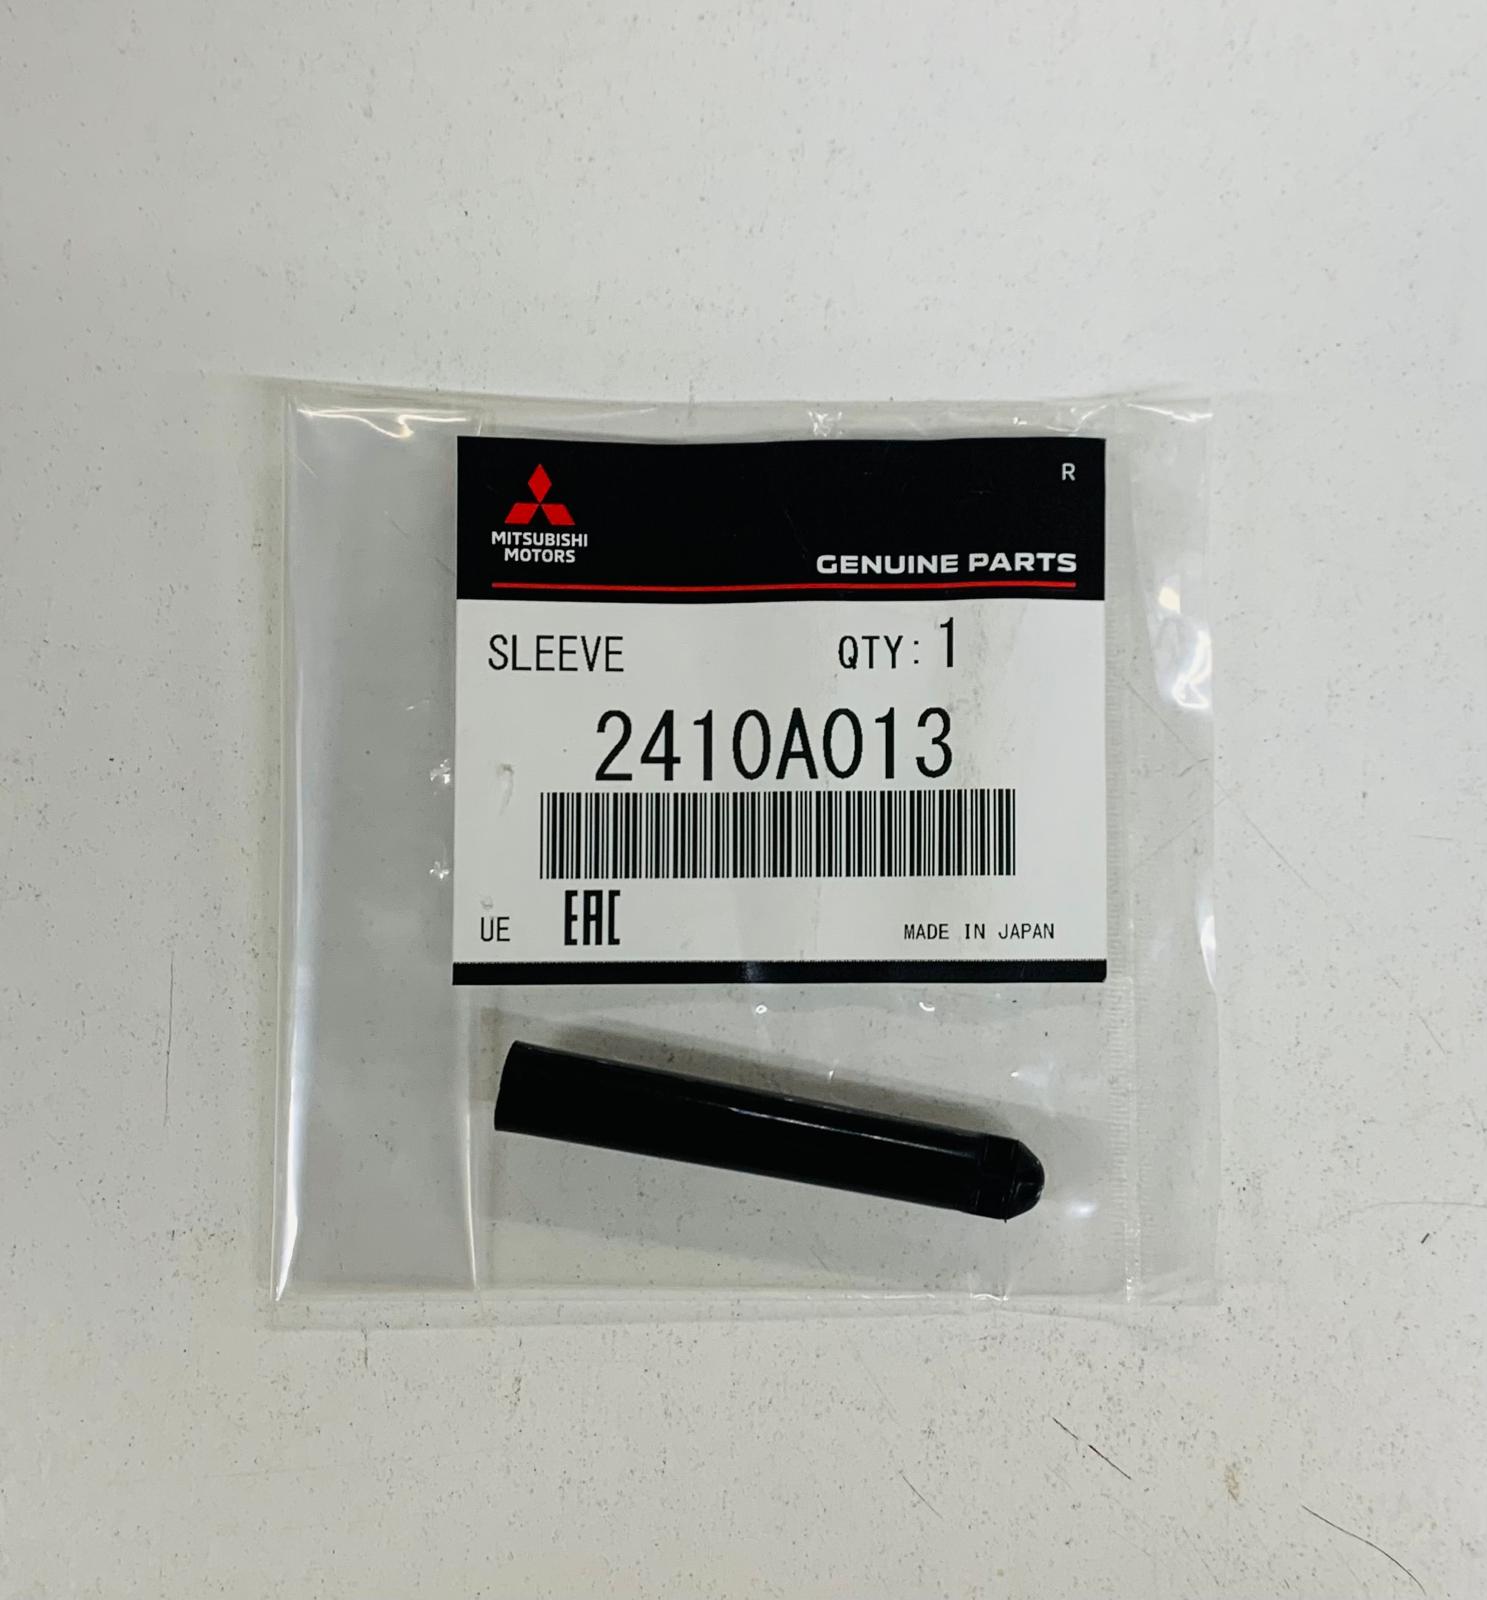 R
MITSUBISHI
MOTORS
GENUINE PARTS
SLEEVE QTY: 1
2410A013
UE EAC MADE IN JAPAN